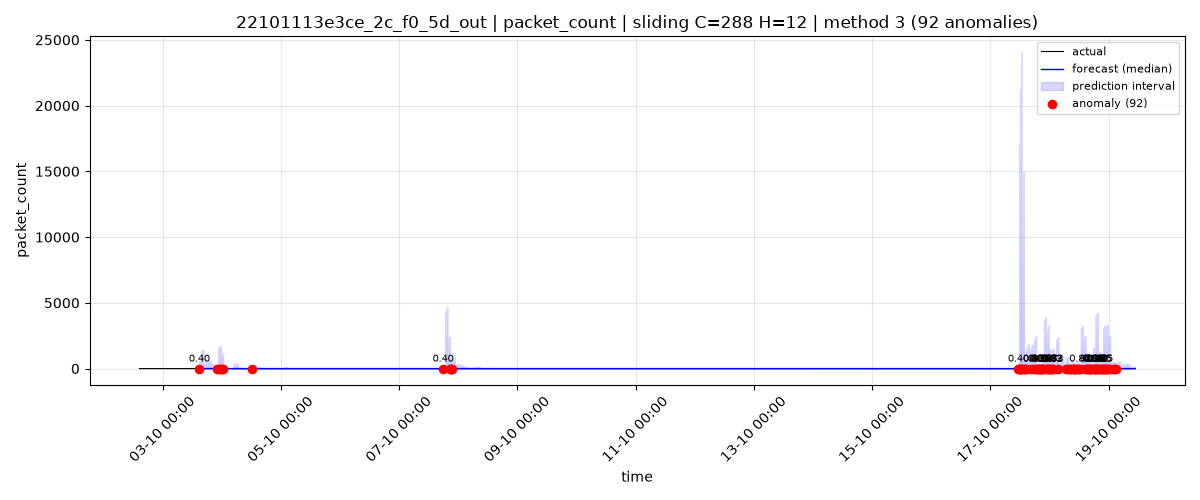 22101113e3ce_2c_f0_5d_out | packet_count | sliding C=288 H=12 | method 3 (92 anomalies)
actual
forecast (median)
prediction interval
anomaly (92)
packet_count
25000
20000
15000
10000
5000
0
0.40
0.40
0.40
03-10 00:00
05-10 00:00
07-10 00:00
09-10 00:00
11-10 00:00
13-10 00:00
15-10 00:00
17-10 00:00
19-10 00:00
time